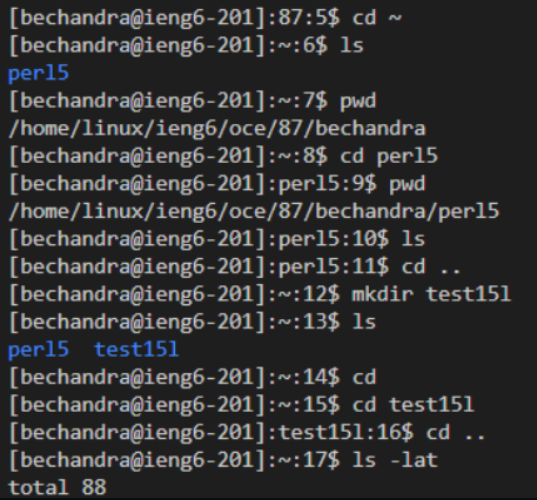 [bechandra@ieng6-201]:87:5$ cd ~
[bechandra@ieng6-201]:~:6$ ls
perl5
[bechandra@ieng6-201]:~:7$ pwd
/home/linux/ieng6/oce/87/bechandra
[bechandra@ieng6-201]:~:8$ cd perl5
[bechandra@ieng6-201]:perl5:9$ pwd
/home/linux/ieng6/oce/87/bechandra/perl5
[bechandra@ieng6-201]:perl5:10$ ls
[bechandra@ieng6-201]:perl5:11$ cd ..
[bechandra@ieng6-201]:~:12$ mkdir test15l
[bechandra@ieng6-201]:~:13$ ls
perl5  test15l
[bechandra@ieng6-201]:~:14$ cd
[bechandra@ieng6-201]:~:15$ cd test15l
[bechandra@ieng6-201]:test15l:16$ cd ..
[bechandra@ieng6-201]:~:17$ ls -lat
total 88